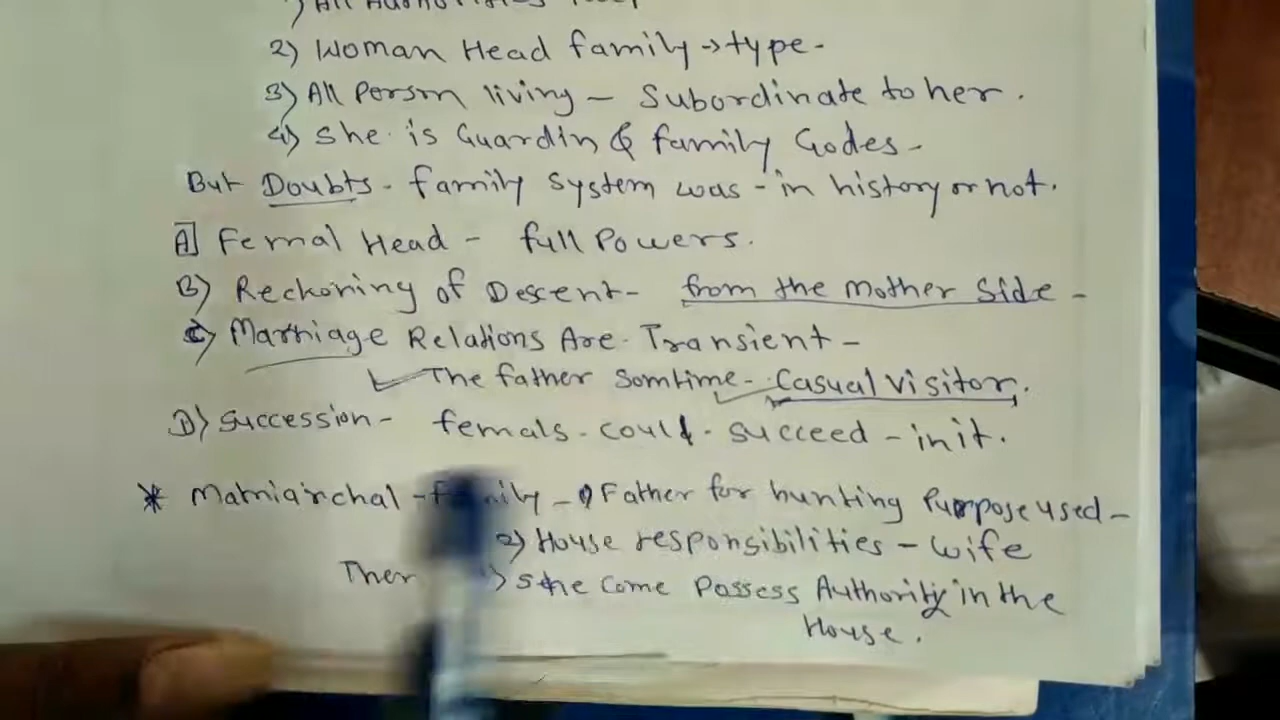 2) Woman Head family → type -
3) All Person living - Subordinate to her.
4) She is Guardin & family Godes -
But Doubts - family System was - in history or not.
A] Femal Head - full Powers.
B) Reckoning of Descent - from the mother Side -
C) Marriage Relations Are Transient -
The father Somtime - Casual visitor.
D) Succession - femals could succeed - in it.
* Matriarchal - family - 1) Father for hunting Purpose used -
2) House responsibilities - wife
Ther ) She Come Possess Authority in the
House.